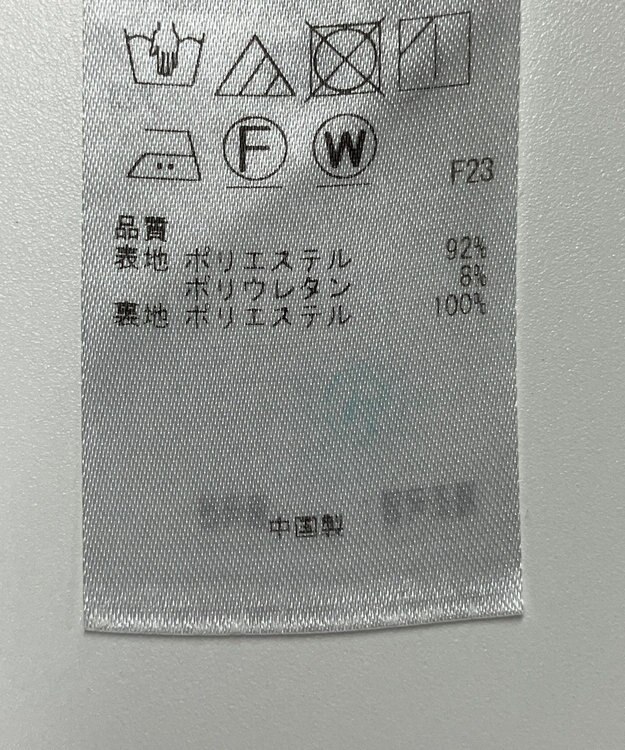 F W
F23
品質
表地 ポリエステル 92%
ポリウレタン 8%
裏地 ポリエステル 100%
中国製